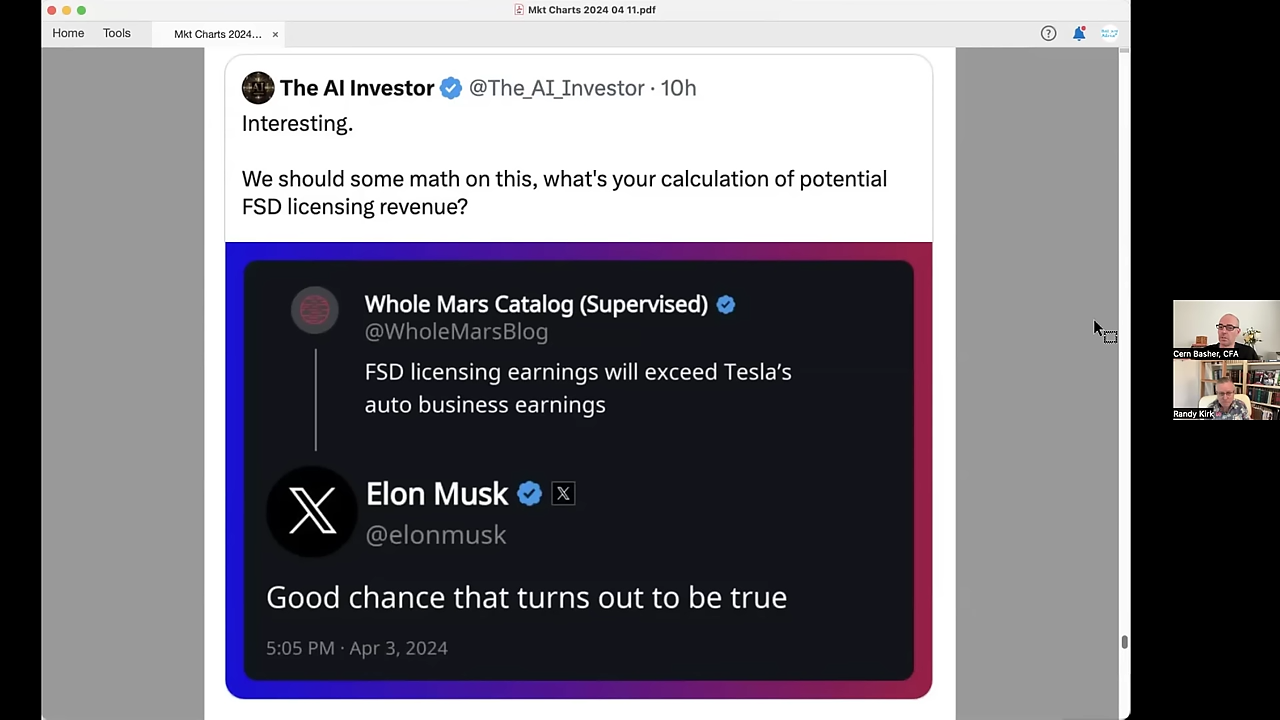 Mkt Charts 2024 04 11.pdf
Home Tools Mkt Charts 2024... ×
The AI Investor @The_AI_Investor · 10h
Interesting.
We should some math on this, what's your calculation of potential
FSD licensing revenue?
Whole Mars Catalog (Supervised)
@WholeMarsBlog
FSD licensing earnings will exceed Tesla’s
auto business earnings
Elon Musk
@elonmusk
Good chance that turns out to be true
5:05 PM · Apr 3, 2024
Cern Basher, CFA
Randy Kirk